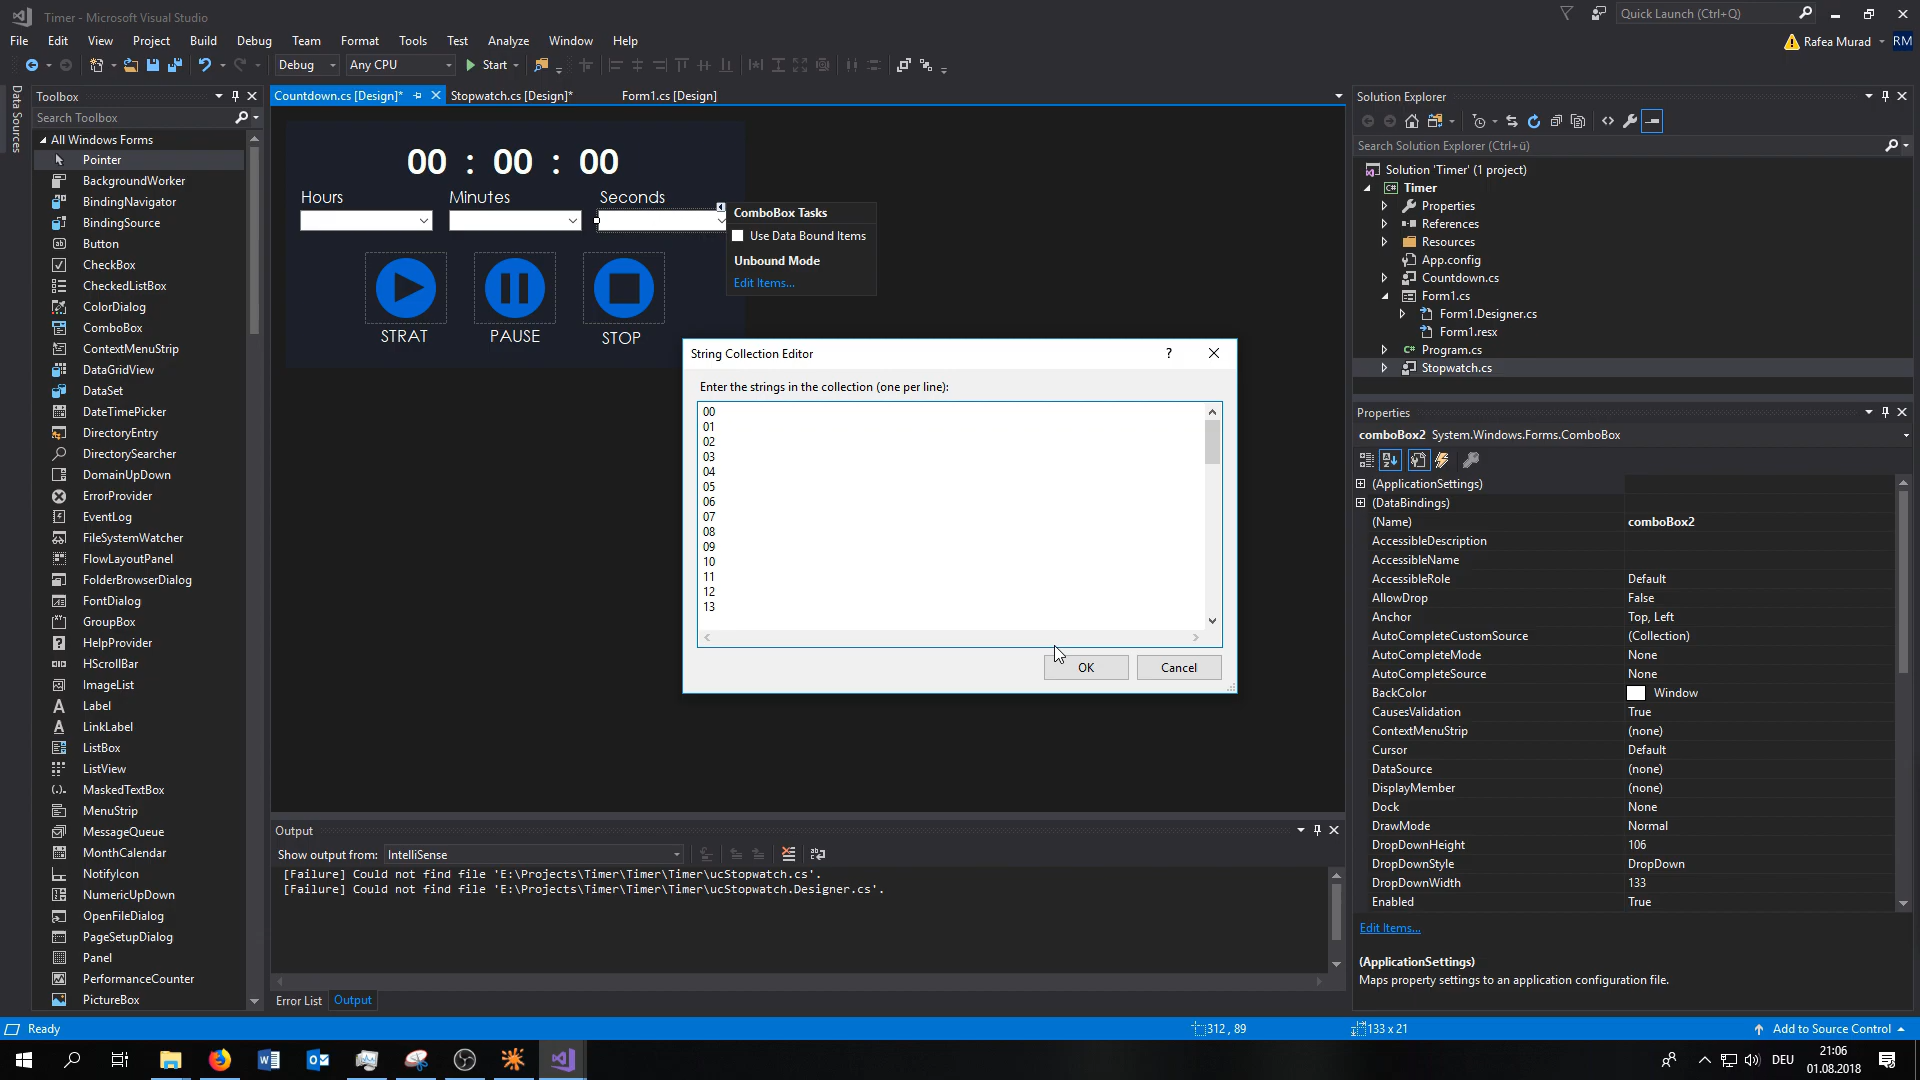 Timer - Microsoft Visual Studio
Quick Launch (Ctrl+Q)
File Edit View Project Build Debug Team Format Tools Test Analyze Window Help
Rafea Murad RM
Debug Any CPU Start
Data Sources
Toolbox
Search Toolbox
All Windows Forms
Pointer
BackgroundWorker
BindingNavigator
BindingSource
Button
CheckBox
CheckedListBox
ColorDialog
ComboBox
ContextMenuStrip
DataGridView
DataSet
DateTimePicker
DirectoryEntry
DirectorySearcher
DomainUpDown
ErrorProvider
EventLog
FileSystemWatcher
FlowLayoutPanel
FolderBrowserDialog
FontDialog
GroupBox
HelpProvider
HScrollBar
ImageList
Label
LinkLabel
ListBox
ListView
MaskedTextBox
MenuStrip
MessageQueue
MonthCalendar
NotifyIcon
NumericUpDown
OpenFileDialog
PageSetupDialog
Panel
PerformanceCounter
PictureBox
Countdown.cs [Design]* Stopwatch.cs [Design]* Form1.cs [Design]
00 : 00 : 00
Hours Minutes Seconds
STRAT PAUSE STOP
ComboBox Tasks
Use Data Bound Items
Unbound Mode
Edit Items...
String Collection Editor ?
Enter the strings in the collection (one per line):
00
01
02
03
04
05
06
07
08
09
10
11
12
13
OK Cancel
Output
Show output from: IntelliSense
[Failure] Could not find file 'E:\Projects\Timer\Timer\Timer\ucStopwatch.cs'.
[Failure] Could not find file 'E:\Projects\Timer\Timer\Timer\ucStopwatch.Designer.cs'.
Error List Output
Solution Explorer
Search Solution Explorer (Ctrl+ü)
Solution 'Timer' (1 project)
Timer
Properties
References
Resources
App.config
Countdown.cs
Form1.cs
Form1.Designer.cs
Form1.resx
Program.cs
Stopwatch.cs
Properties
comboBox2 System.Windows.Forms.ComboBox
(ApplicationSettings)
(DataBindings)
(Name) comboBox2
AccessibleDescription
AccessibleName
AccessibleRole Default
AllowDrop False
Anchor Top, Left
AutoCompleteCustomSource (Collection)
AutoCompleteMode None
AutoCompleteSource None
BackColor Window
CausesValidation True
ContextMenuStrip (none)
Cursor Default
DataSource (none)
DisplayMember (none)
Dock None
DrawMode Normal
DropDownHeight 106
DropDownStyle DropDown
DropDownWidth 133
Enabled True
Edit Items...
(ApplicationSettings)
Maps property settings to an application configuration file.
Ready 312 , 89 133 x 21 Add to Source Control
DEU 21:06
01.08.2018